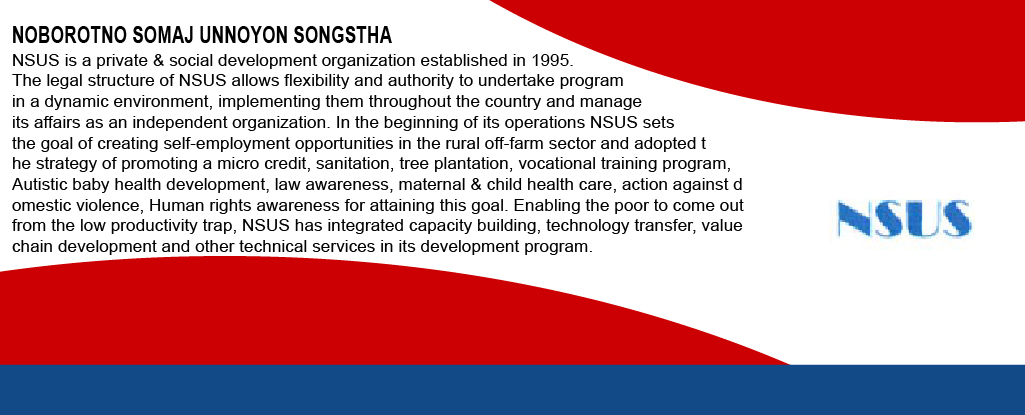 NOBOROTNO SOMAJ UNNOYON SONGSTHA
NSUS is a private & social development organization established in 1995.
The legal structure of NSUS allows flexibility and authority to undertake program
in a dynamic environment, implementing them throughout the country and manage
its affairs as an independent organization. In the beginning of its operations NSUS sets
the goal of creating self-employment opportunities in the rural off-farm sector and adopted t
he strategy of promoting a micro credit, sanitation, tree plantation, vocational training program,
Autistic baby health development, law awareness, maternal & child health care, action against d
omestic violence, Human rights awareness for attaining this goal. Enabling the poor to come out
from the low productivity trap, NSUS has integrated capacity building, technology transfer, value
chain development and other technical services in its development program.
NSUS